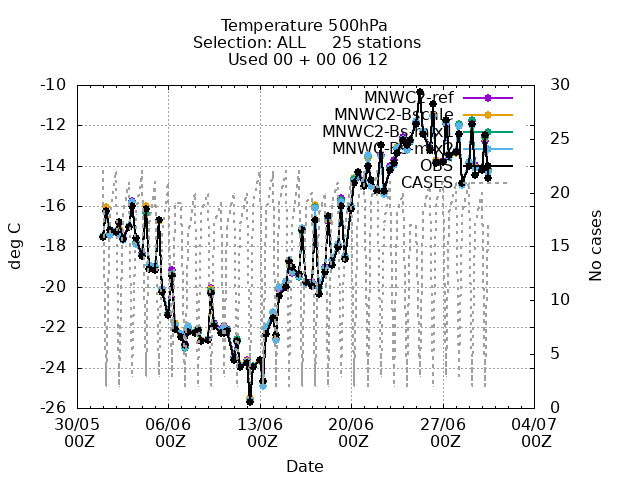 Temperature 500hPa
Selection: ALL 25 stations
Used 00 + 00 06 12
-10
-12
-14
-16
-18
-20
-22
-24
-26
deg C
30
25
20
15
10
5
0
No cases
MNWC2-ref
OBS
CASES
30/05 06/06 13/06 20/06 27/06 04/07
00Z 00Z 00Z 00Z 00Z 00Z
Date